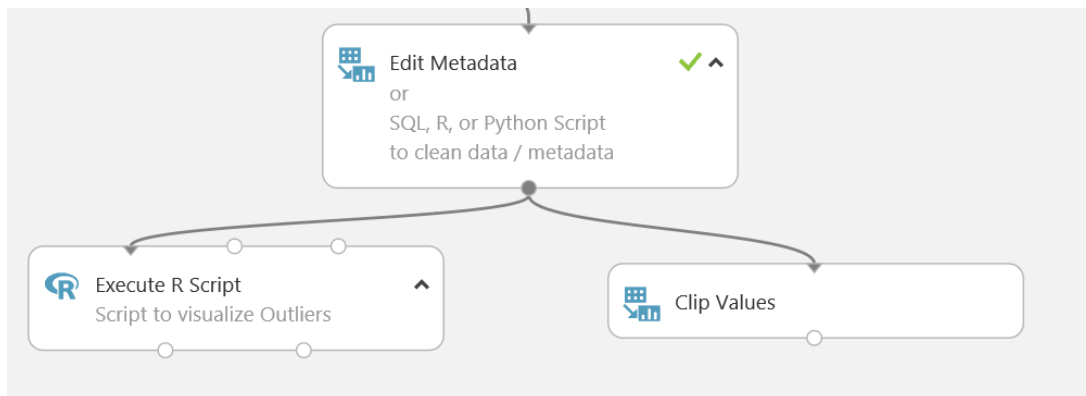 Edit Metadata
or
SQL, R, or Python Script
to clean data / metadata
R
Execute R Script
Script to visualize Outliers
Clip Values